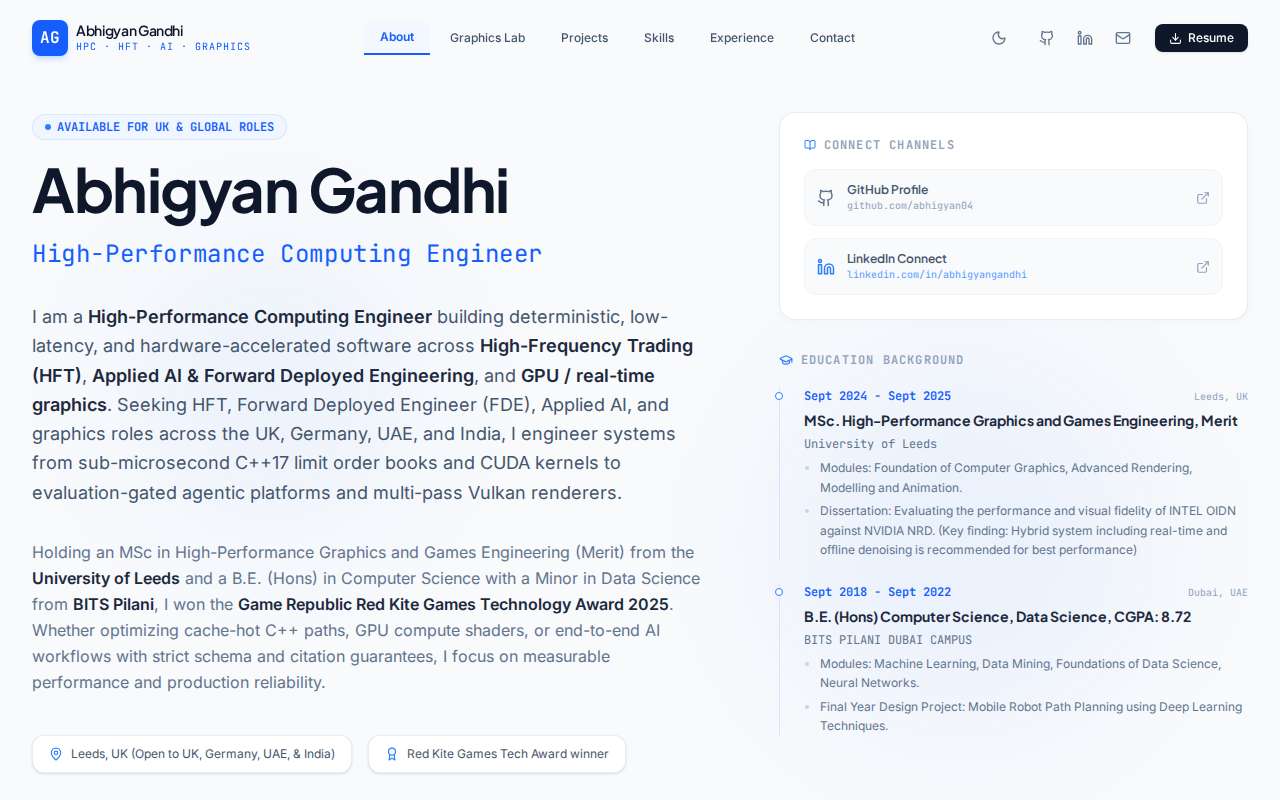 AG
Abhigyan Gandhi
HPC · HFT · AI · GRAPHICS
About
Graphics Lab
Projects
Skills
Experience
Contact
Resume
AVAILABLE FOR UK & GLOBAL ROLES
Abhigyan Gandhi
High-Performance Computing Engineer
I am a High-Performance Computing Engineer building deterministic, low-
latency, and hardware-accelerated software across High-Frequency Trading
(HFT), Applied AI & Forward Deployed Engineering, and GPU / real-time
graphics. Seeking HFT, Forward Deployed Engineer (FDE), Applied AI, and
graphics roles across the UK, Germany, UAE, and India, I engineer systems
from sub-microsecond C++17 limit order books and CUDA kernels to
evaluation-gated agentic platforms and multi-pass Vulkan renderers.
Holding an MSc in High-Performance Graphics and Games Engineering (Merit) from the
University of Leeds and a B.E. (Hons) in Computer Science with a Minor in Data Science
from BITS Pilani, I won the Game Republic Red Kite Games Technology Award 2025.
Whether optimizing cache-hot C++ paths, GPU compute shaders, or end-to-end AI
workflows with strict schema and citation guarantees, I focus on measurable
performance and production reliability.
Leeds, UK (Open to UK, Germany, UAE, & India)
Red Kite Games Tech Award winner
CONNECT CHANNELS
GitHub Profile
github.com/abhigyan04
LinkedIn Connect
linkedin.com/in/abhigyangandhi
EDUCATION BACKGROUND
Sept 2024 - Sept 2025
Leeds, UK
MSc. High-Performance Graphics and Games Engineering, Merit
University of Leeds
Modules: Foundation of Computer Graphics, Advanced Rendering,
Modelling and Animation.
Dissertation: Evaluating the performance and visual fidelity of INTEL OIDN
against NVIDIA NRD. (Key finding: Hybrid system including real-time and
offline denoising is recommended for best performance)
Sept 2018 - Sept 2022
Dubai, UAE
B.E. (Hons) Computer Science, Data Science, CGPA: 8.72
BITS PILANI DUBAI CAMPUS
Modules: Machine Learning, Data Mining, Foundations of Data Science,
Neural Networks.
Final Year Design Project: Mobile Robot Path Planning using Deep Learning
Techniques.